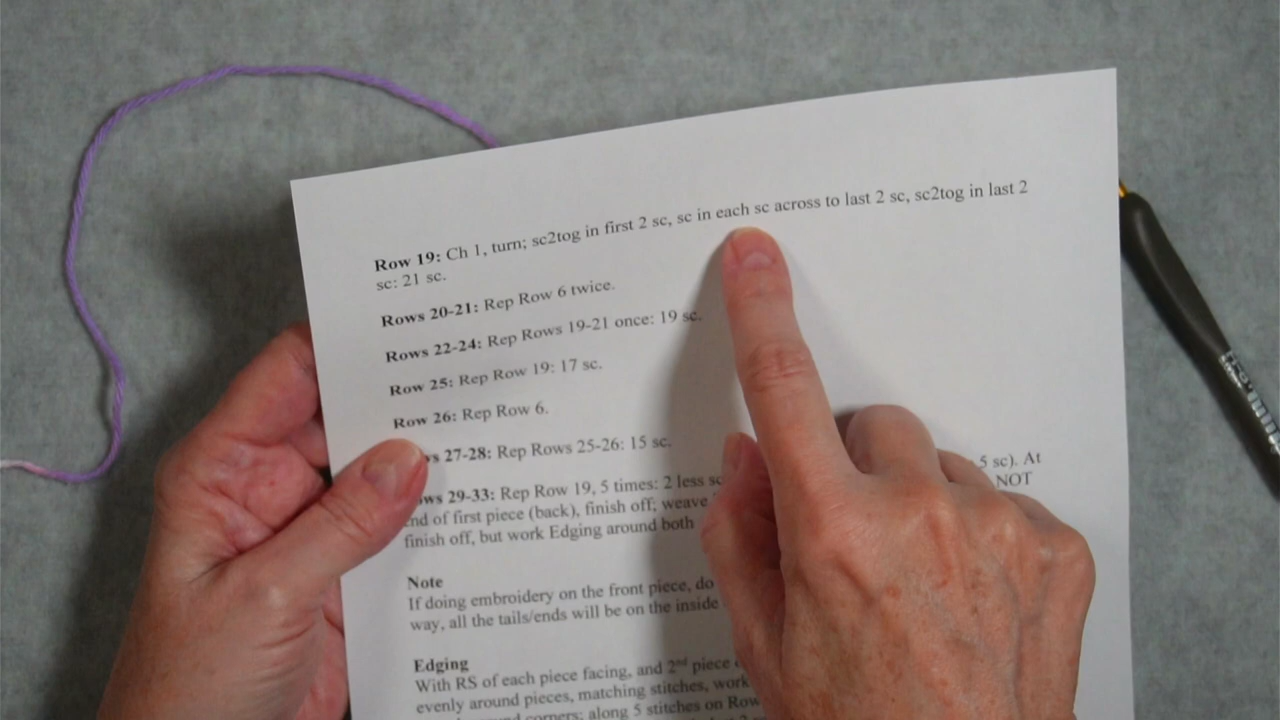 Row 19: Ch 1, turn; sc2tog in first 2 sc, sc in each sc across to last 2 sc, sc2tog in last 2
sc: 21 sc.
Rows 20-21: Rep Row 6 twice.
Rows 22-24: Rep Rows 19-21 once: 19 sc.
Row 25: Rep Row 19: 17 sc.
Row 26: Rep Row 6.
27-28: Rep Rows 25-26: 15 sc.
29-33: Rep Row 19, 5 times: 2 less 5 sc). At
of first piece (back), finish off; weave NOT
finish off, but work Edging around both
Note
If doing embroidery on the front piece, do
way, all the tails/ends will be on the inside
Edging
With RS of each piece facing, and 2nd piece
evenly around pieces, matching stitches, work
corners; along 5 stitches on Row